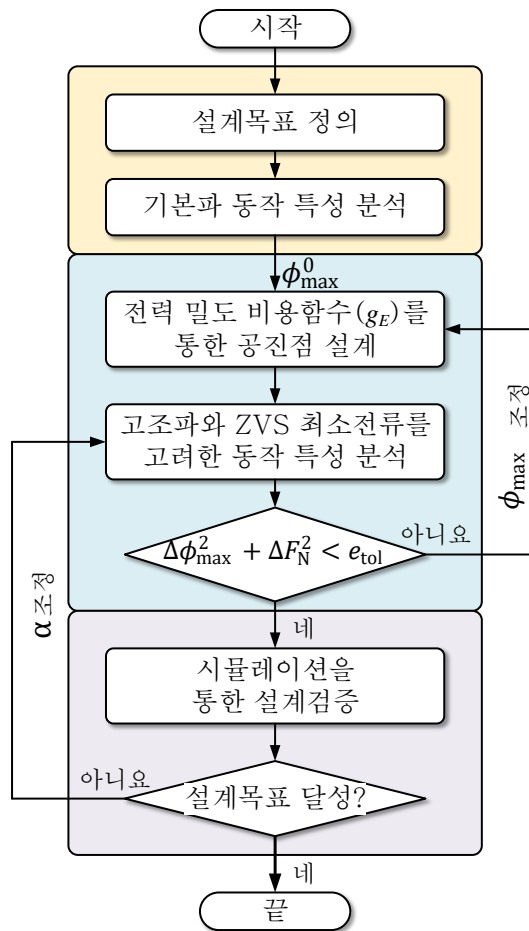 시작
설계목표 정의
기본파 동작 특성 분석
ϕ⁰max
전력 밀도 비용함수(gE)를
통한 공진점 설계
고조파와 ZVS 최소전류를
고려한 동작 특성 분석
Δϕ²max + ΔF²N < etol
아니요
ϕmax 조정
네
α 조정
시뮬레이션을
통한 설계검증
설계목표 달성?
아니요
네
끝